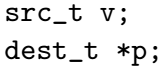 src_t v;
dest_t *p;